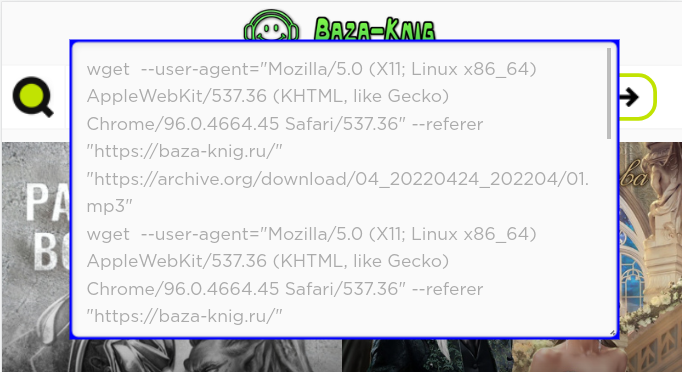 Baza-Knig
wget --user-agent="Mozilla/5.0 (X11; Linux x86_64)
AppleWebKit/537.36 (KHTML, like Gecko)
Chrome/96.0.4664.45 Safari/537.36" --referer
"https://baza-knig.ru/"
"https://archive.org/download/04_20220424_202204/01.
mp3"
wget --user-agent="Mozilla/5.0 (X11; Linux x86_64)
AppleWebKit/537.36 (KHTML, like Gecko)
Chrome/96.0.4664.45 Safari/537.36" --referer
"https://baza-knig.ru/"